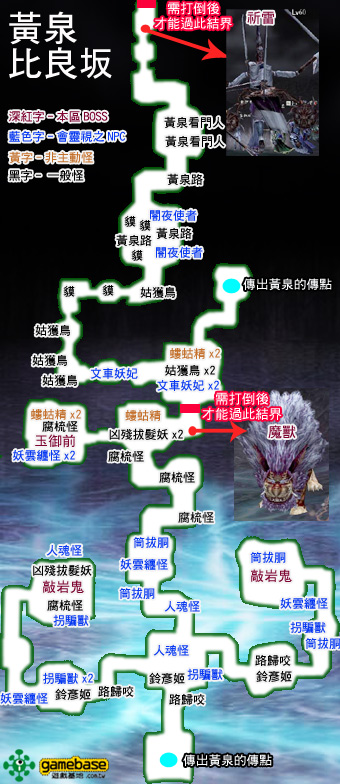 黃泉
比良坂
深紅字-本區BOSS
藍色字-會靈視之NPC
黃字-非主動怪
黑字-一般怪
需打倒後
才能過此結界
Lv60
祈雷
黃泉看門人
黃泉看門人
黃泉路
闇夜使者
貘
貘
黃泉路
黃泉路
貘
闇夜使者
貘
貘
姑獲鳥
傳出黃泉的傳點
姑獲鳥
姑獲鳥
姑獲鳥
文車妖妃
螻蛄精 x2
姑獲鳥 x2
文車妖妃 x2
需打倒後
才能過此結界
魔獸
螻蛄精 x2
腐梳怪
玉御前
妖雲纏怪 x2
螻蛄精
凶殘拔髮妖 x2
腐梳怪
腐梳怪
腐梳怪
筒拔胴
妖雲纏怪
筒拔胴
人魂怪
人魂怪
凶殘拔髮妖
敲岩鬼
腐梳怪
拐騙獸
筒拔胴
敲岩鬼
妖雲纏怪
拐騙獸
筒拔胴
人魂怪
拐騙獸 x2
鈴彥姬
妖雲纏怪
鈴彥姬
路歸咬
拐騙獸
路歸咬
鈴彥姬
傳出黃泉的傳點
gamebase
遊戲基地.com.tw